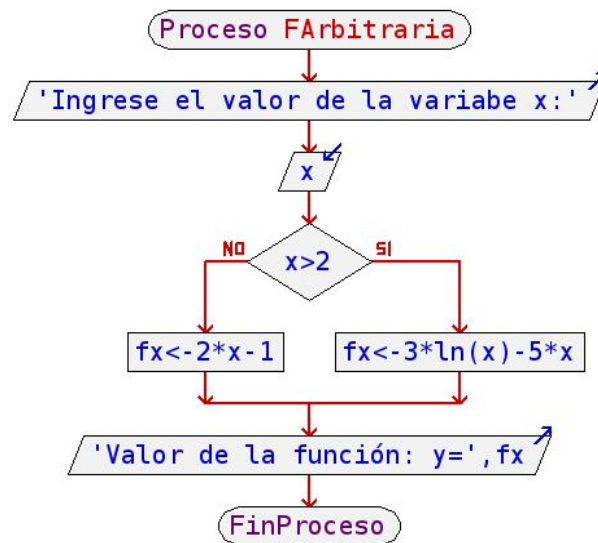 Proceso FArbitraria
'Ingrese el valor de la variabe x:'
x
x>2
NO
SI
fx<-2*x-1
fx<-3*ln(x)-5*x
'Valor de la función: y=',fx
FinProceso